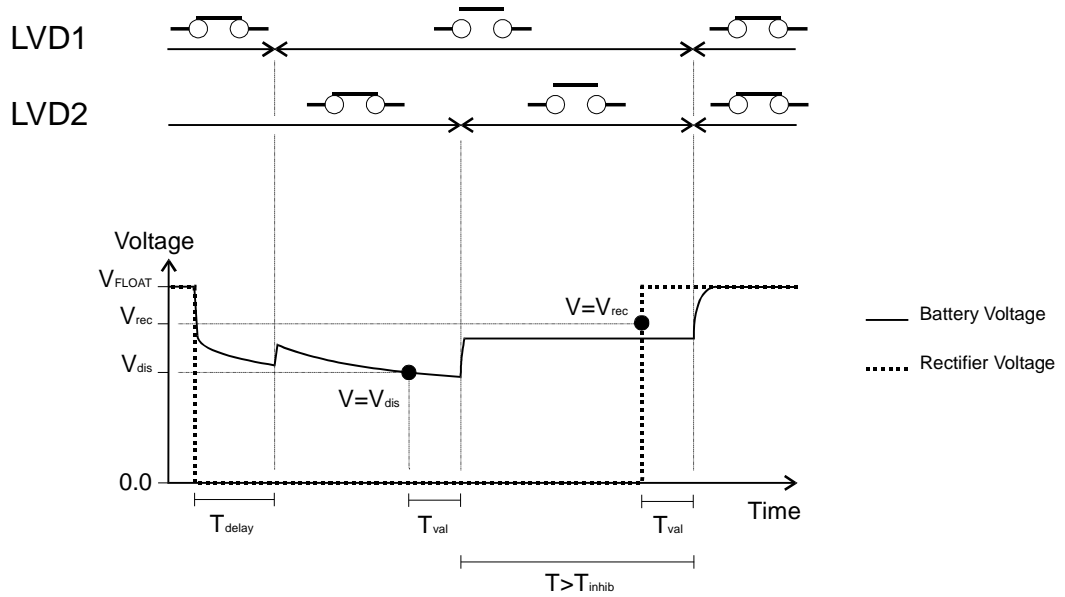 LVD1
LVD2
Voltage
VFLOAT
Vrec
Vdis
0.0
V=Vdis
V=Vrec
Battery Voltage
Rectifier Voltage
Tdelay
Tval
Tval
Time
T>Tinhib